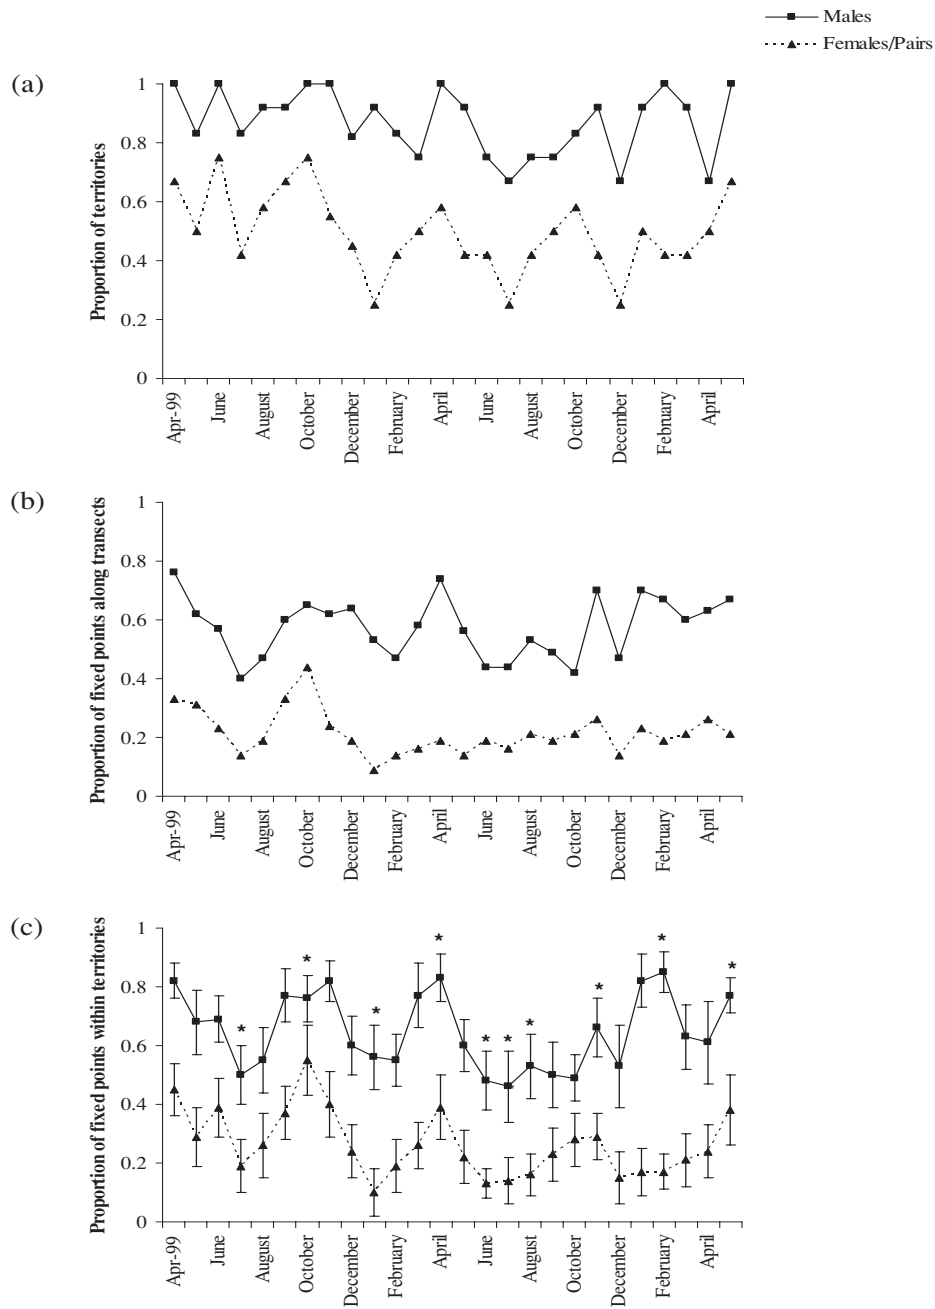 Males
Females/Pairs
(a)
Proportion of territories
1
0.8
0.6
0.4
0.2
0
Apr-99
June
August
October
December
February
April
June
August
October
December
February
April
(b)
Proportion of fixed points along transects
1
0.8
0.6
0.4
0.2
0
Apr-99
June
August
October
December
February
April
June
August
October
December
February
April
(c)
Proportion of fixed points within territories
1
0.8
0.6
0.4
0.2
0
* * * * * * * * * *
Apr-99
June
August
October
December
February
April
June
August
October
December
February
April